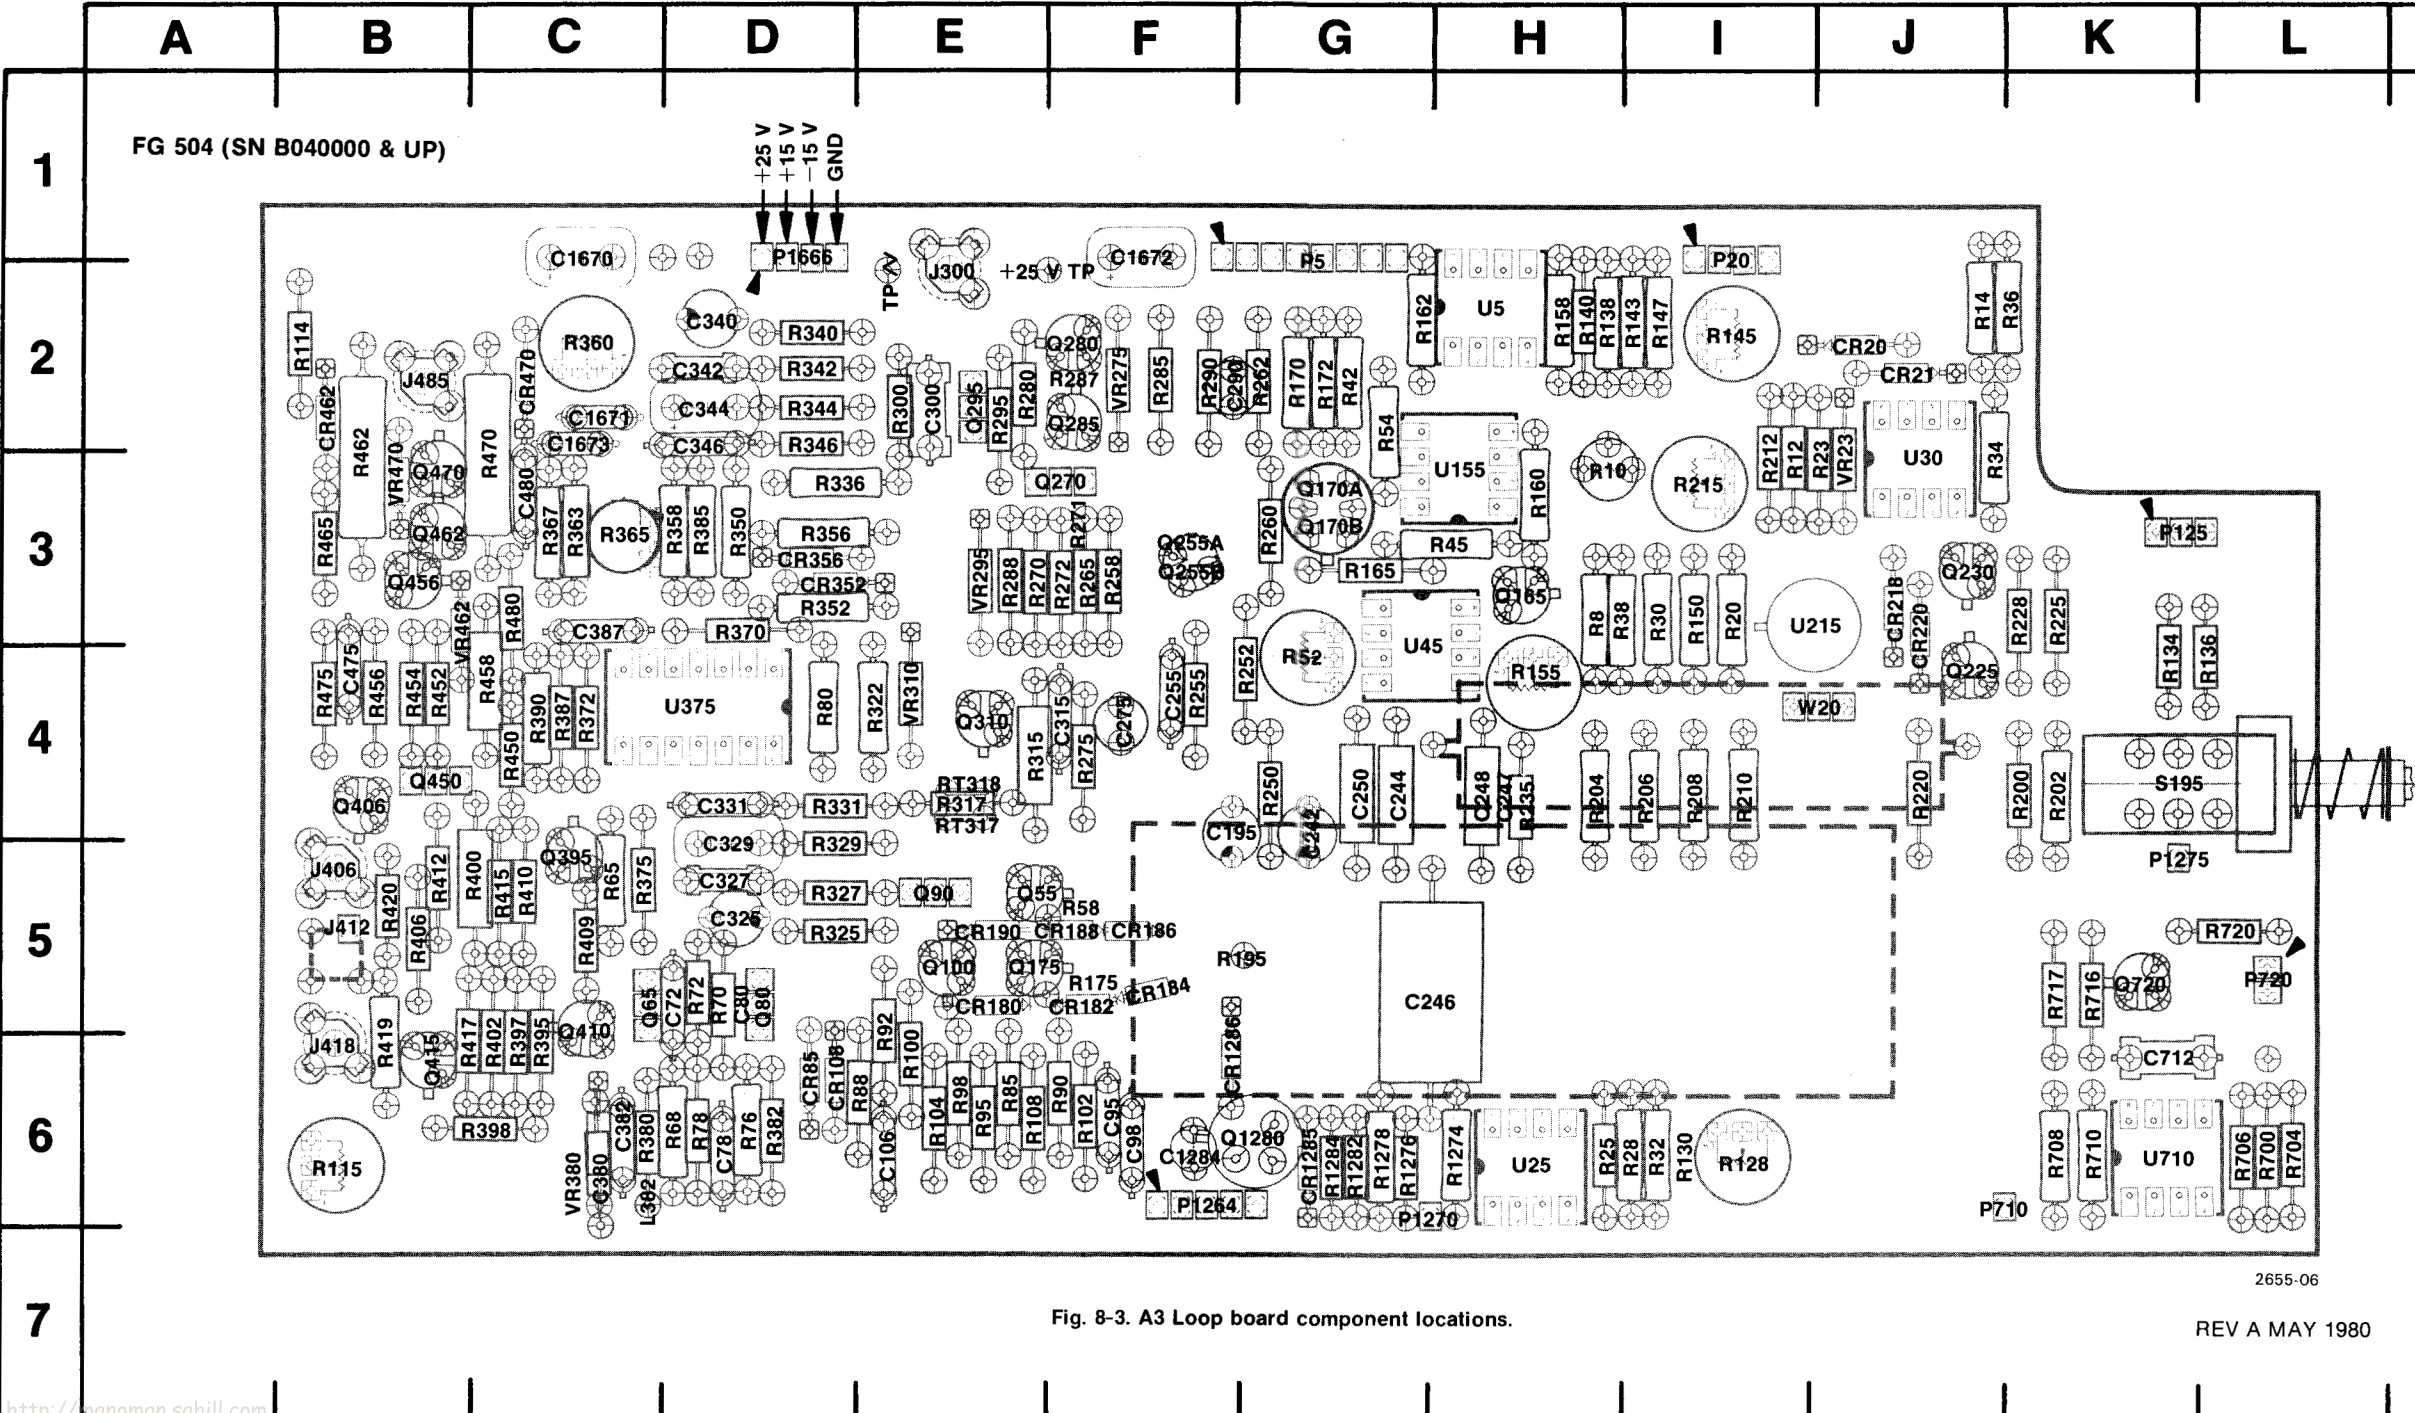 A B C D E F G H I J K L
1
FG 504 (SN B040000 & UP)
+25 V
+15 V
−15 V
GND
C1670 P1666 TP J300 +25 V TP C1672 P5 P20
2
R114 R360 C340 R340 R162 U5 R158 R140 R138 R143 R147 R145 R14 R36
J485 CR470 C342 R342 Q280 R287 VR275 R285 R290 C290 R262 R170 R172 R42 CR20 CR21
CR462 R462 VR470 R470 C1671 C344 R344 R300 C300 Q295 R295 R280 Q285 R54
C1673 C346 R346 R212 R12 R23 VR23 U30 R34
3
Q470 C480 R336 Q270 Q170A U155 R160 R10 R215
R465 Q462 R367 R363 R365 R358 R385 R350 R356 R271 R260 Q170B R45 P125
CR356 Q255A
Q456 CR352 VR295 R288 R270 R272 R265 R258 Q255B R165 Q165 Q230
VR462 R480 R352 R8 R38 R30 R150 R20 U215 CR218 CR220 R228 R225
C387 R370 U45 R134 R136
4
R475 C475 R456 R454 R452 R458 R390 R387 R372 U375 R80 R322 VR310 C255 R255 R252 R52 R155 Q225
Q310 C315 C275 W20
R450 R315 R275
Q450 RT318 R250 C250 C244 C248 C247 R235 R204 R206 R208 R210 R220 R200 R202 S195
Q406 C331 R331 R317
RT317 C195 C242
C329 R329
5
J406 R412 R400 Q395 R65 R375 P1275
R420 R415 R410 C327 R327 Q90 Q55
J412 R406 R409 C325 R325 R58
CR190 CR188 CR186 R720
Q100 Q175 R195
Q65 C72 R72 R70 C80 Q80 R175 CR184 C246 R717 R716 Q720 P720
CR180 CR182
J418 R419 Q415 R417 R402 R397 R395 Q410 R92 R100 CR1286 C712
6
CR85 CR108 R88 R104 R98 R95 R85 R108 R90 R102 C95
R398 C382 R380 R68 R78 C78 R76 R382 C106 C98 Q1280
R115 C1284 CR1285 R1284 R1282 R1278 R1276 R1274 U25 R25 R28 R32 R130 R128 R708 R710 U710 R706 R700 R704
VR380 C380 L382 P1264 P1270 P710
2655-06
7
Fig. 8-3. A3 Loop board component locations.
REV A MAY 1980